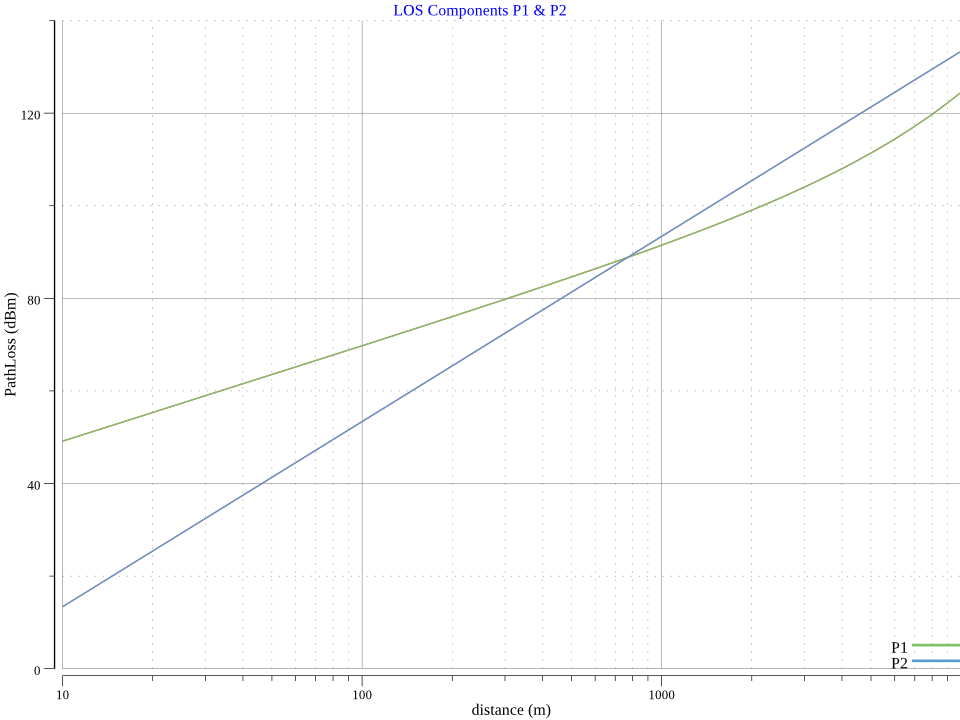 LOS Components P1 & P2
120
80
40
0
PathLoss (dBm)
P1
P2
10
100
1000
distance (m)